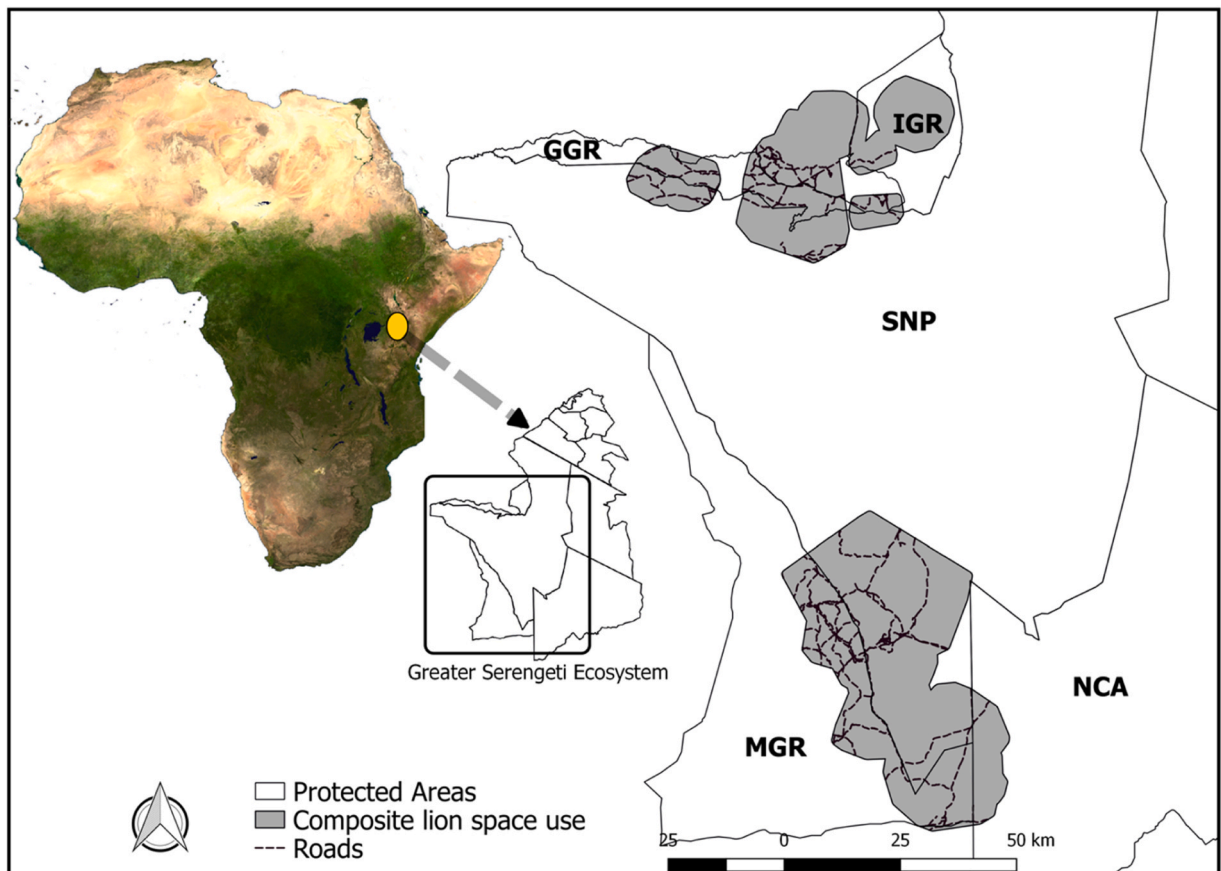 GGR
IGR
SNP
Greater Serengeti Ecosystem
NCA
MGR
Protected Areas
Composite lion space use
Roads
25 0 25 50 km